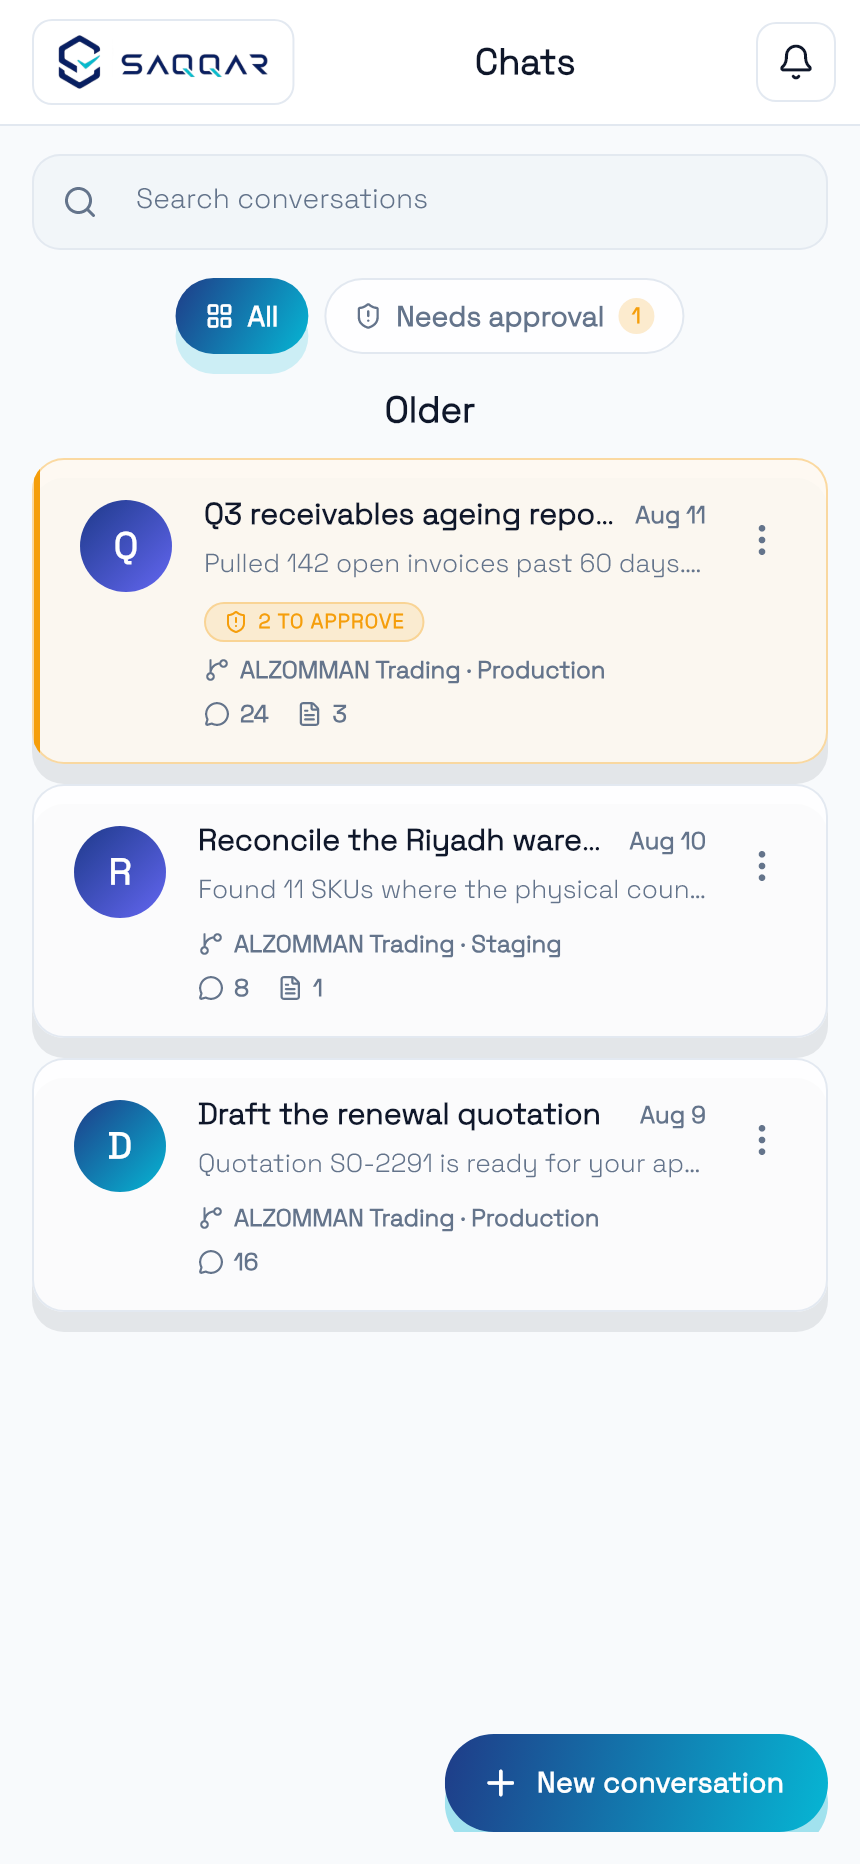 SAQQAR
Chats
Search conversations
All
Needs approval 1
Older
Q
Q3 receivables ageing repo... Aug 11
Pulled 142 open invoices past 60 days....
2 TO APPROVE
ALZOMMAN Trading · Production
24 3
R
Reconcile the Riyadh ware... Aug 10
Found 11 SKUs where the physical coun...
ALZOMMAN Trading · Staging
8 1
D
Draft the renewal quotation Aug 9
Quotation SO-2291 is ready for your ap...
ALZOMMAN Trading · Production
16
New conversation